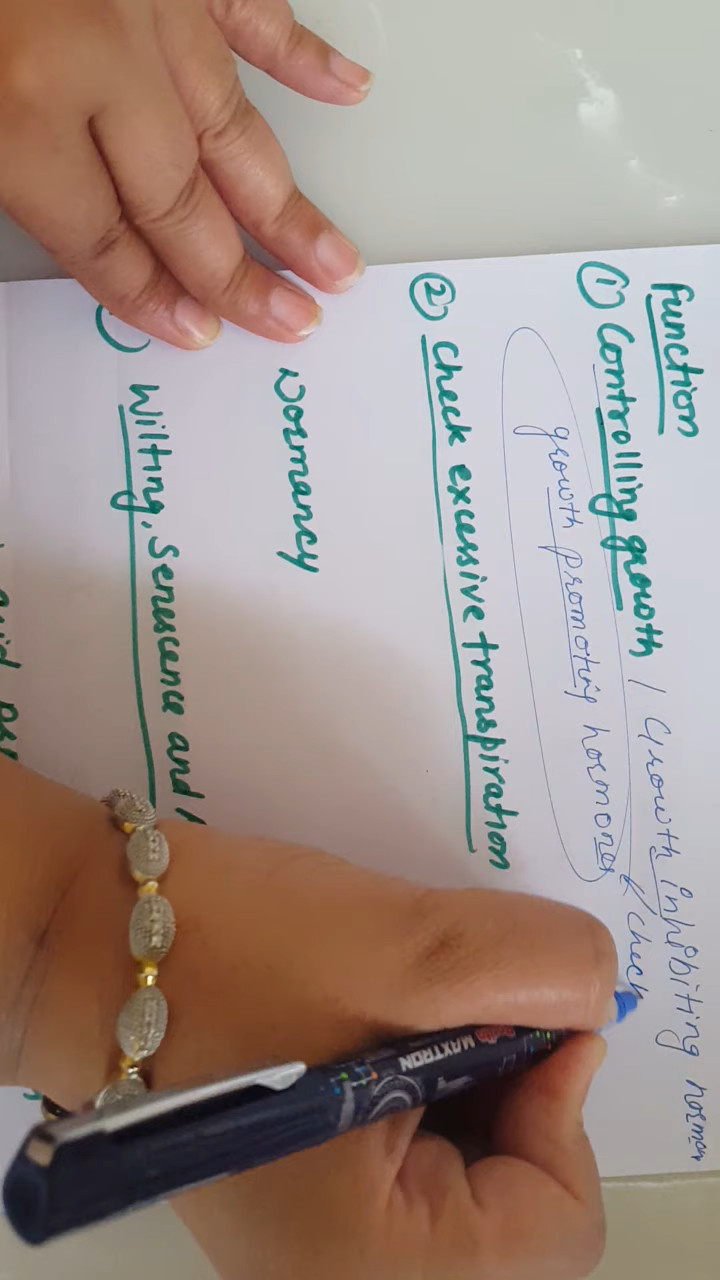 Function
① Controlling growth / Growth inhibiting hormon
growth promoting hormones check
② Check excessive transpiration
Dormancy
Wilting, Senescence and
MAXTRON